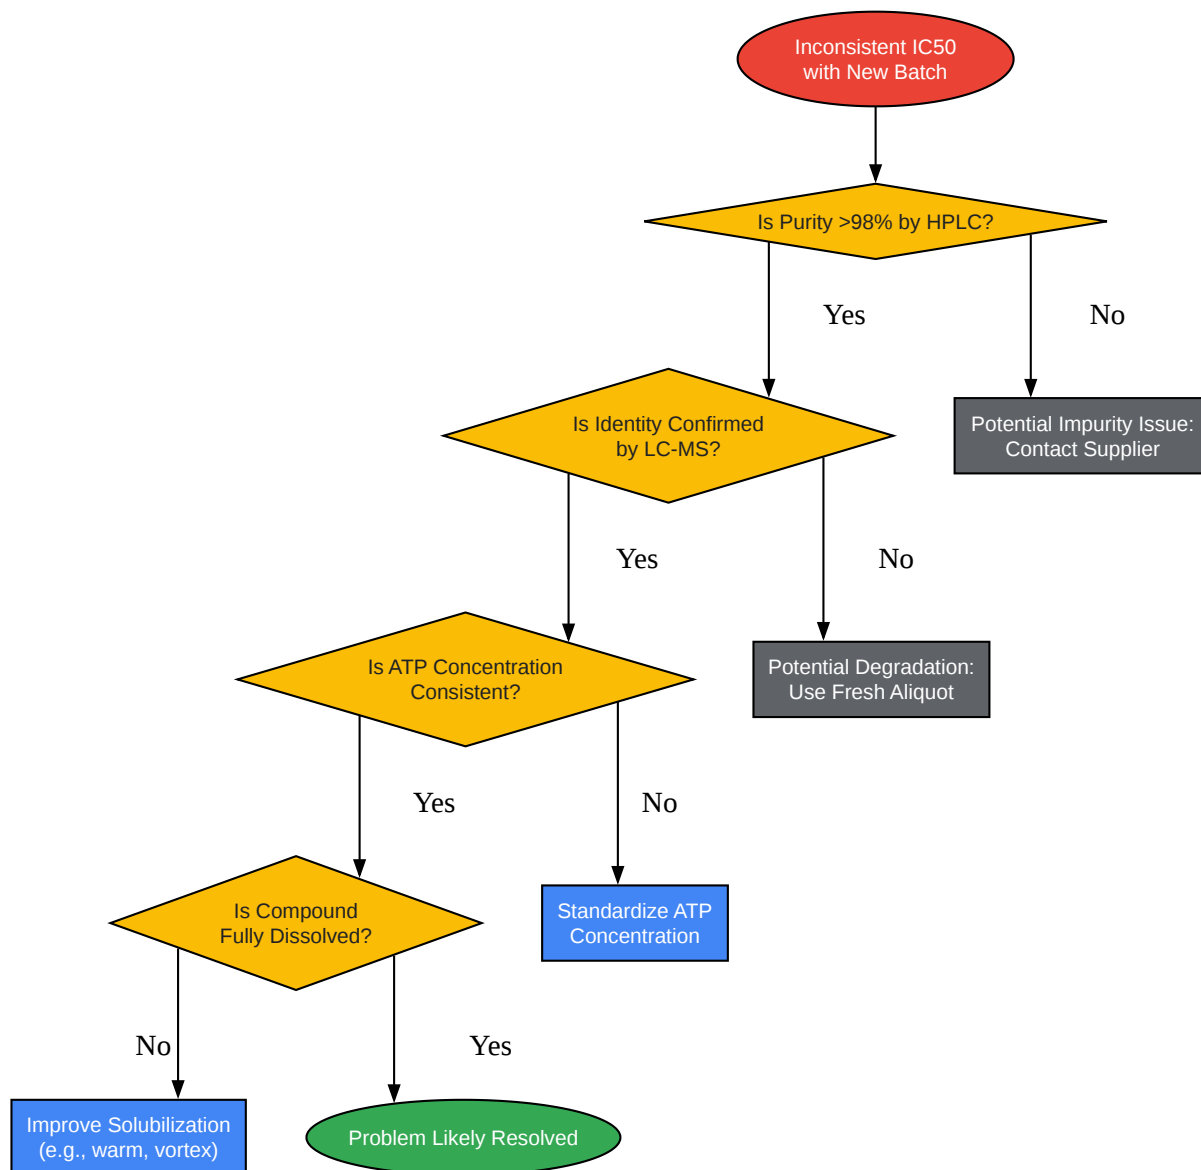 Inconsistent IC50
with New Batch
Is Purity >98% by HPLC?
Yes
No
Is Identity Confirmed
by LC-MS?
Potential Impurity Issue:
Contact Supplier
Yes
No
Is ATP Concentration
Consistent?
Potential Degradation:
Use Fresh Aliquot
Yes
No
Is Compound
Fully Dissolved?
Standardize ATP
Concentration
No
Yes
Improve Solubilization
(e.g., warm, vortex)
Problem Likely Resolved